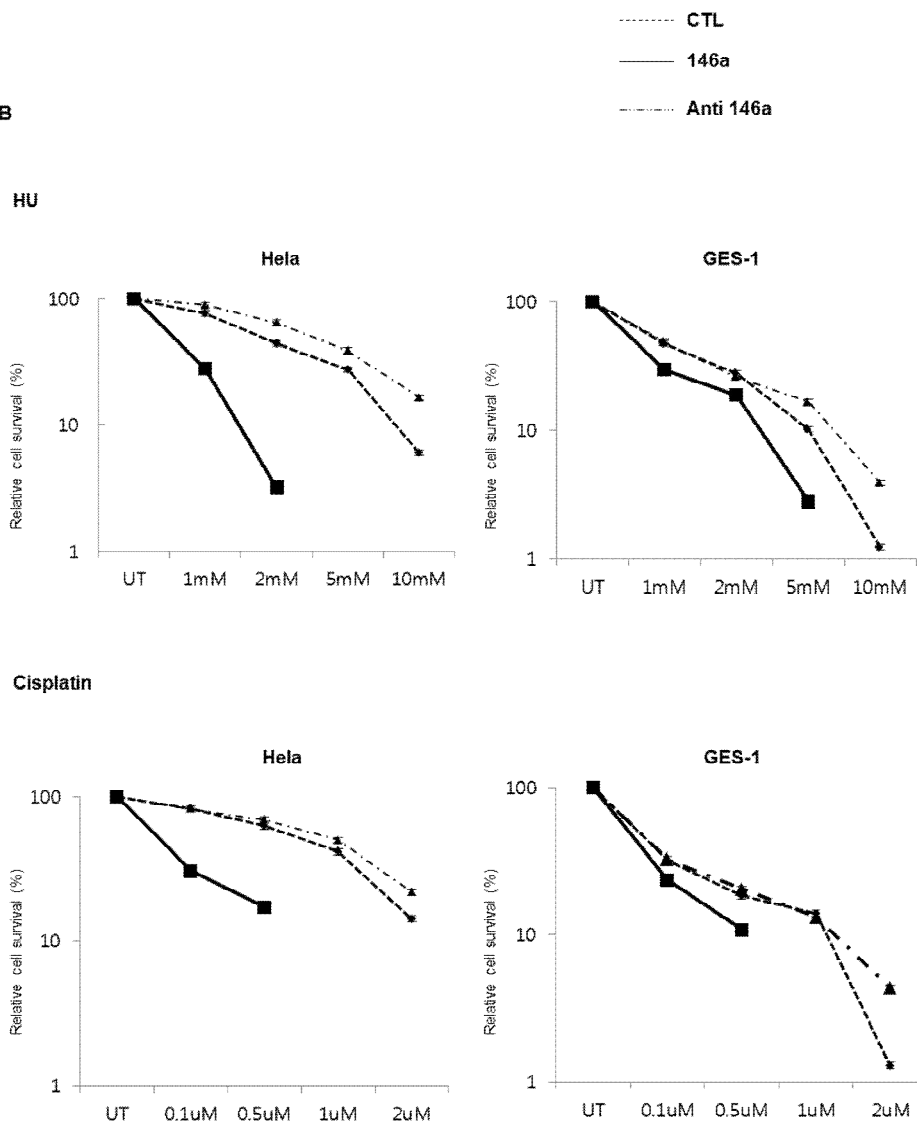 CTL
146a
Anti 146a
B
HU
Hela
GES-1
Relative cell survival (%)
100
10
1
UT 1mM 2mM 5mM 10mM
Relative cell survival (%)
100
10
1
UT 1mM 2mM 5mM 10mM
Cisplatin
Hela
GES-1
Relative cell survival (%)
100
10
1
UT 0.1uM 0.5uM 1uM 2uM
Relative cell survival (%)
100
10
1
UT 0.1uM 0.5uM 1uM 2uM